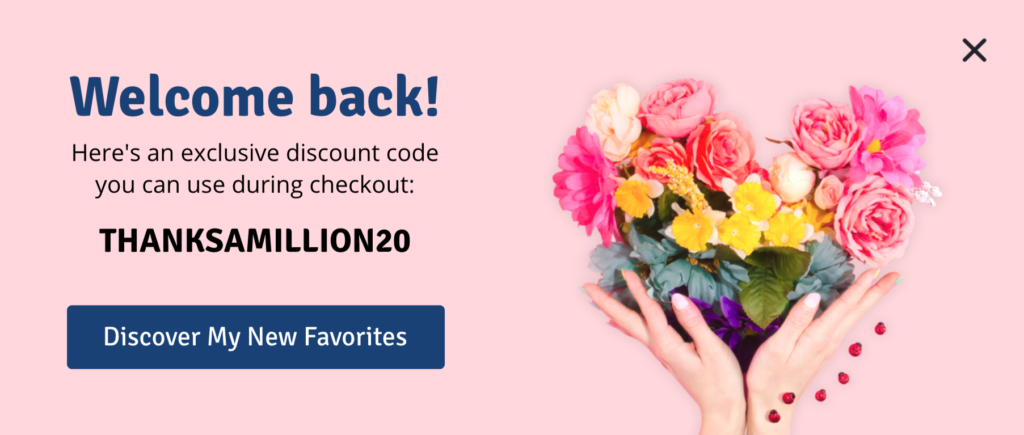 Welcome back!
Here's an exclusive discount code
you can use during checkout:
THANKSAMILLION20
Discover My New Favorites